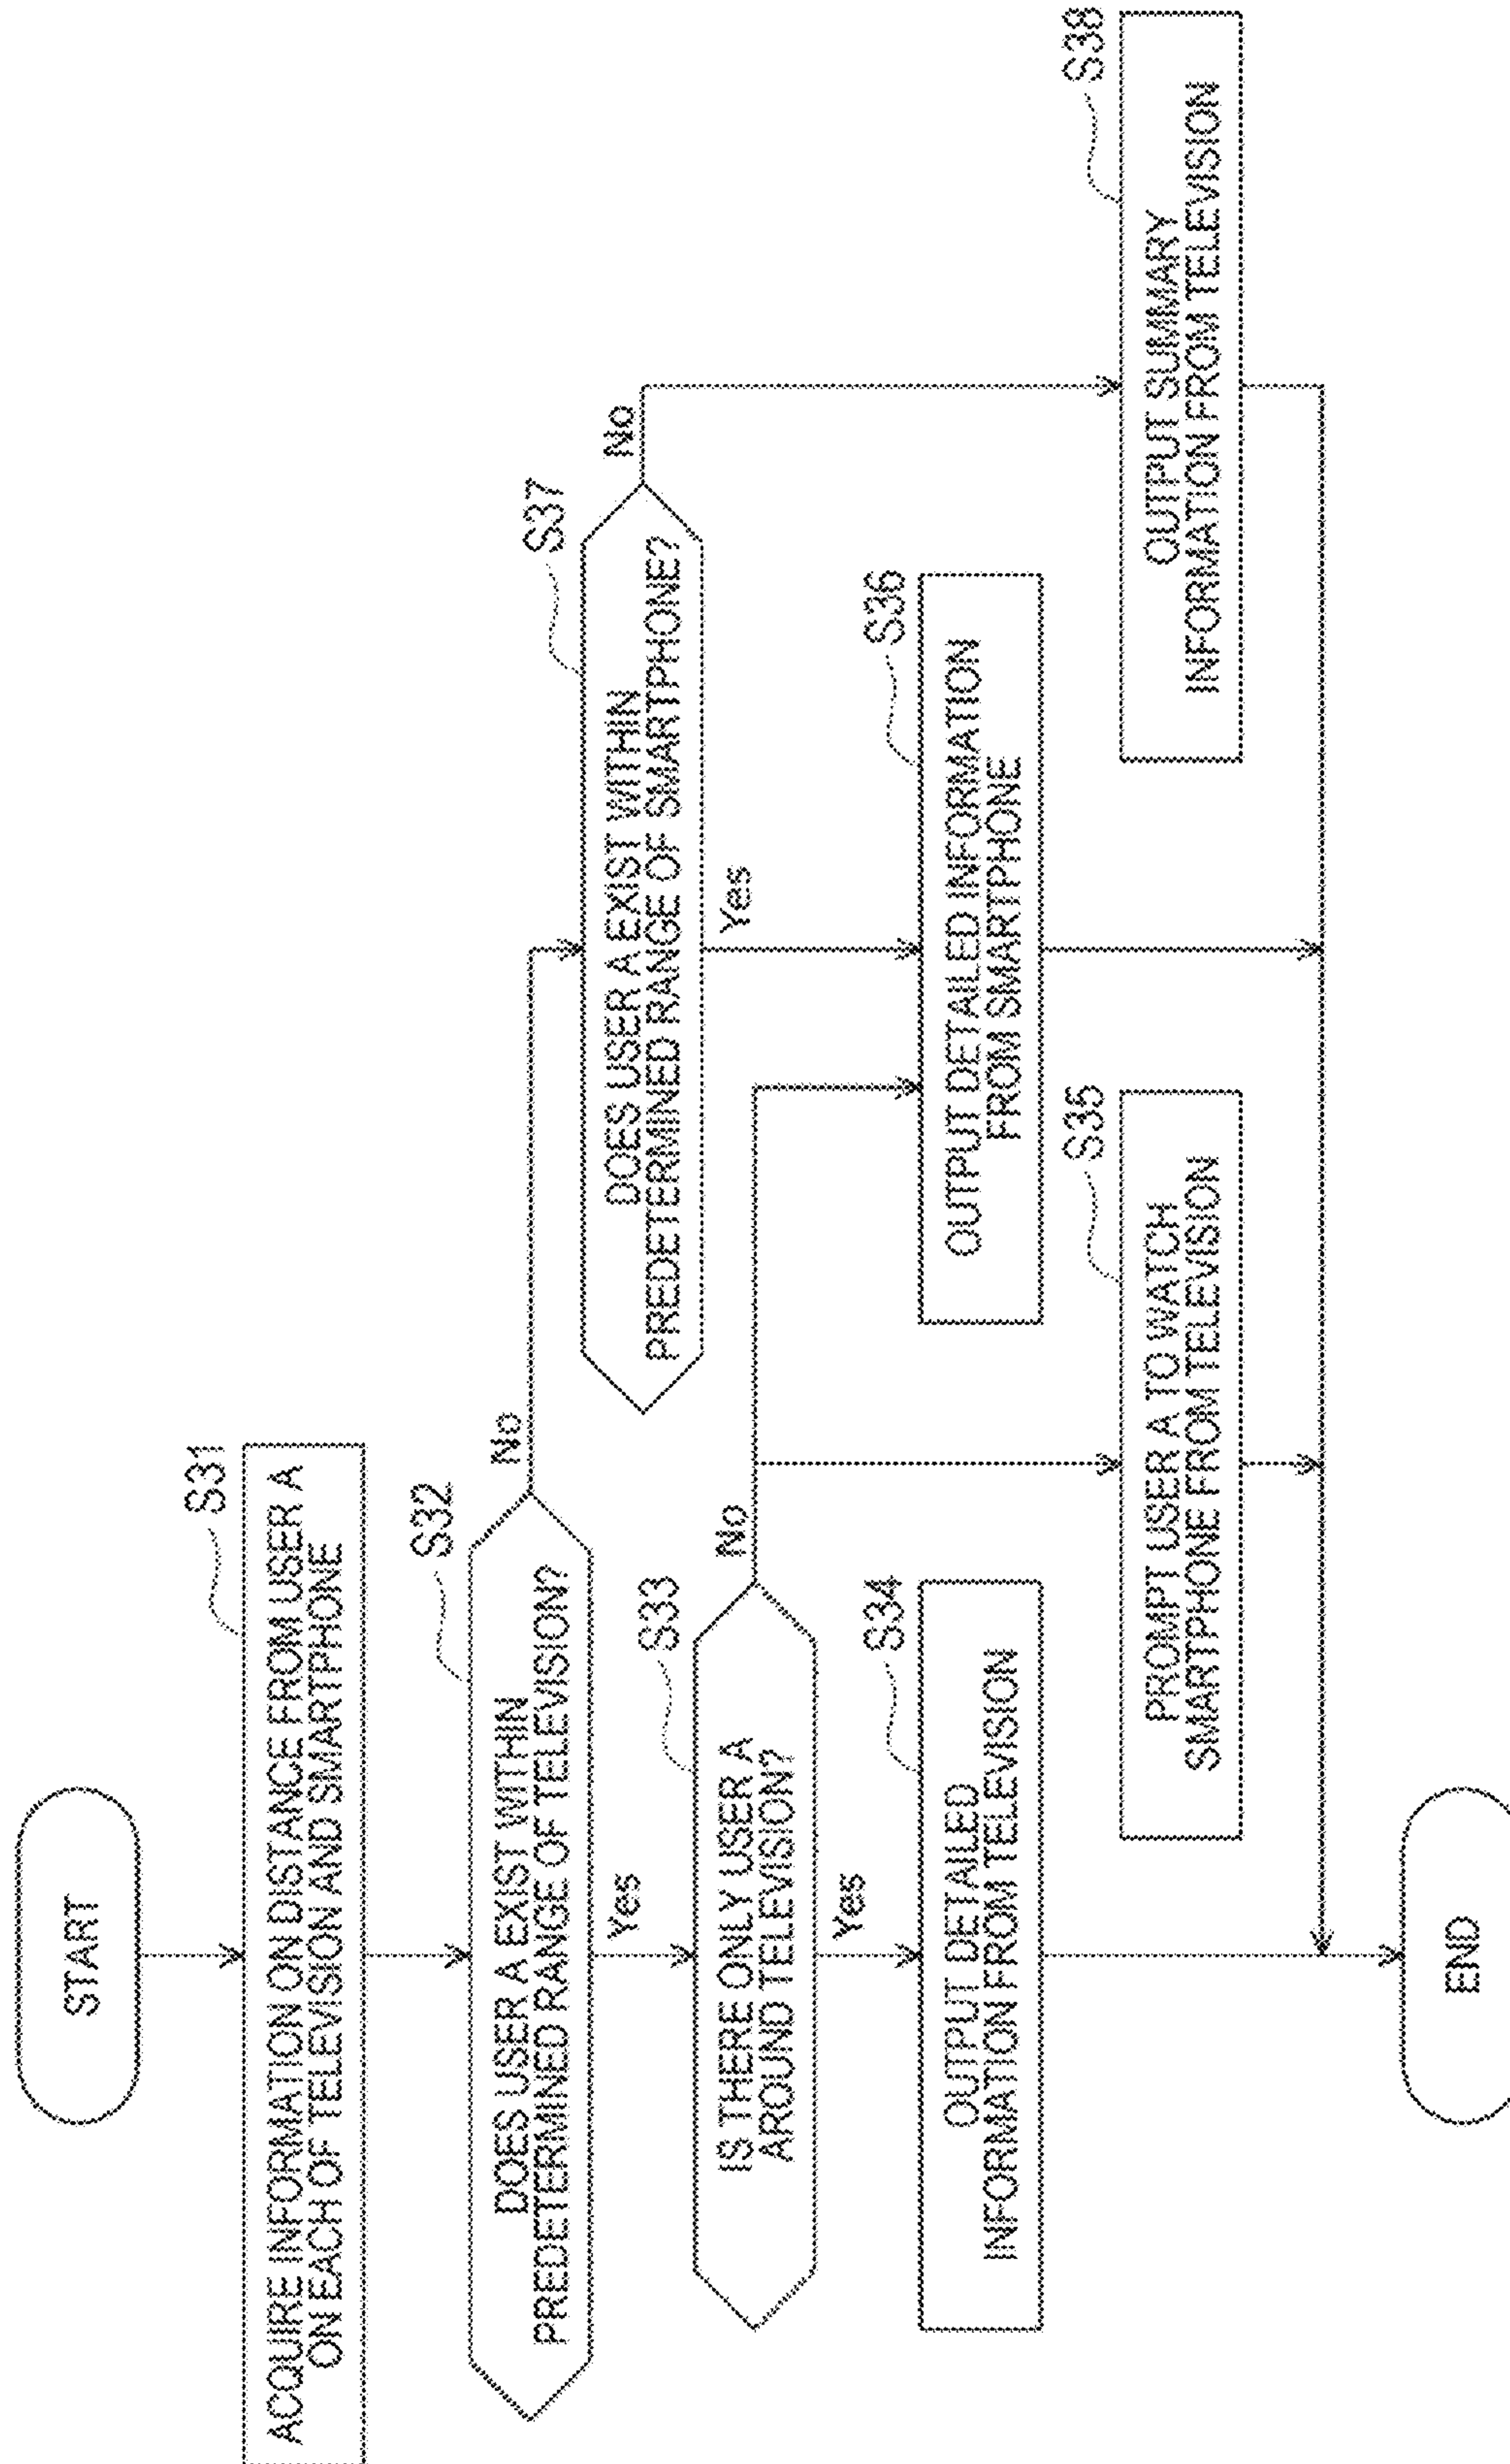 START
S31
ACQUIRE INFORMATION ON DISTANCE FROM USER A
ON EACH OF TELEVISION AND SMARTPHONE
S32
DOES USER A EXIST WITHIN
PREDETERMINED RANGE OF TELEVISION?
No
Yes
S37
DOES USER A EXIST WITHIN
PREDETERMINED RANGE OF SMARTPHONE?
No
Yes
S33
IS THERE ONLY USER A
AROUND TELEVISION?
No
Yes
S34
OUTPUT DETAILED
INFORMATION FROM TELEVISION
S36
OUTPUT DETAILED INFORMATION
FROM SMARTPHONE
S35
PROMPT USER A TO WATCH
SMARTPHONE FROM TELEVISION
S38
OUTPUT SUMMARY
INFORMATION FROM TELEVISION
END